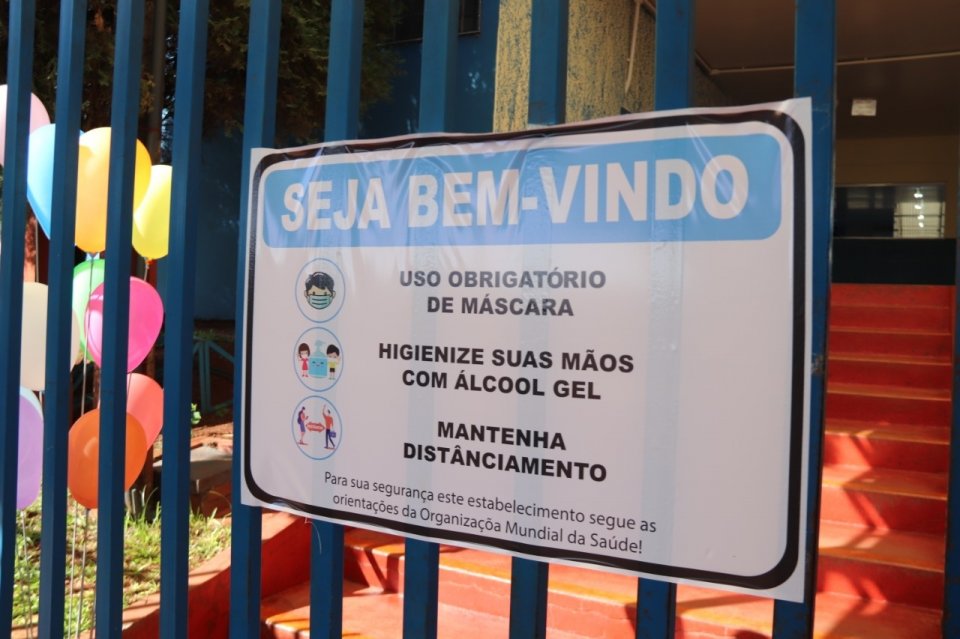 SEJA BEM-VINDO
USO OBRIGATÓRIO
DE MÁSCARA
HIGIENIZE SUAS MÃOS
COM ÁLCOOL GEL
MANTENHA
DISTÂNCIAMENTO
Para sua segurança este estabelecimento segue as
orientações da Organizaçõa Mundial da Saúde!